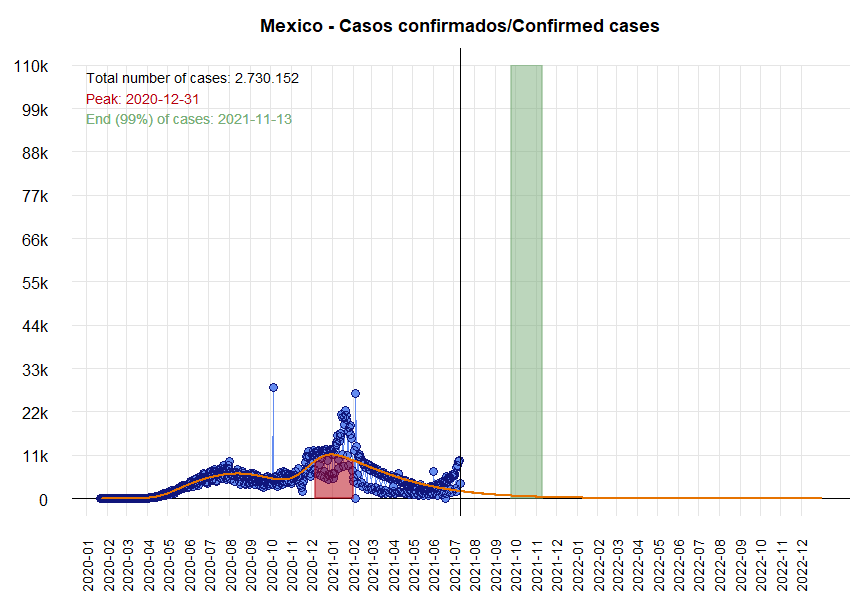 Mexico - Casos confirmados/Confirmed cases
110k
99k
88k
77k
66k
55k
44k
33k
22k
11k
0
Total number of cases: 2.730.152
Peak: 2020-12-31
End (99%) of cases: 2021-11-13
2020-01
2020-02
2020-03
2020-04
2020-05
2020-06
2020-07
2020-08
2020-09
2020-10
2020-11
2020-12
2021-01
2021-02
2021-03
2021-04
2021-05
2021-06
2021-07
2021-08
2021-09
2021-10
2021-11
2021-12
2022-01
2022-02
2022-03
2022-04
2022-05
2022-06
2022-07
2022-08
2022-09
2022-10
2022-11
2022-12